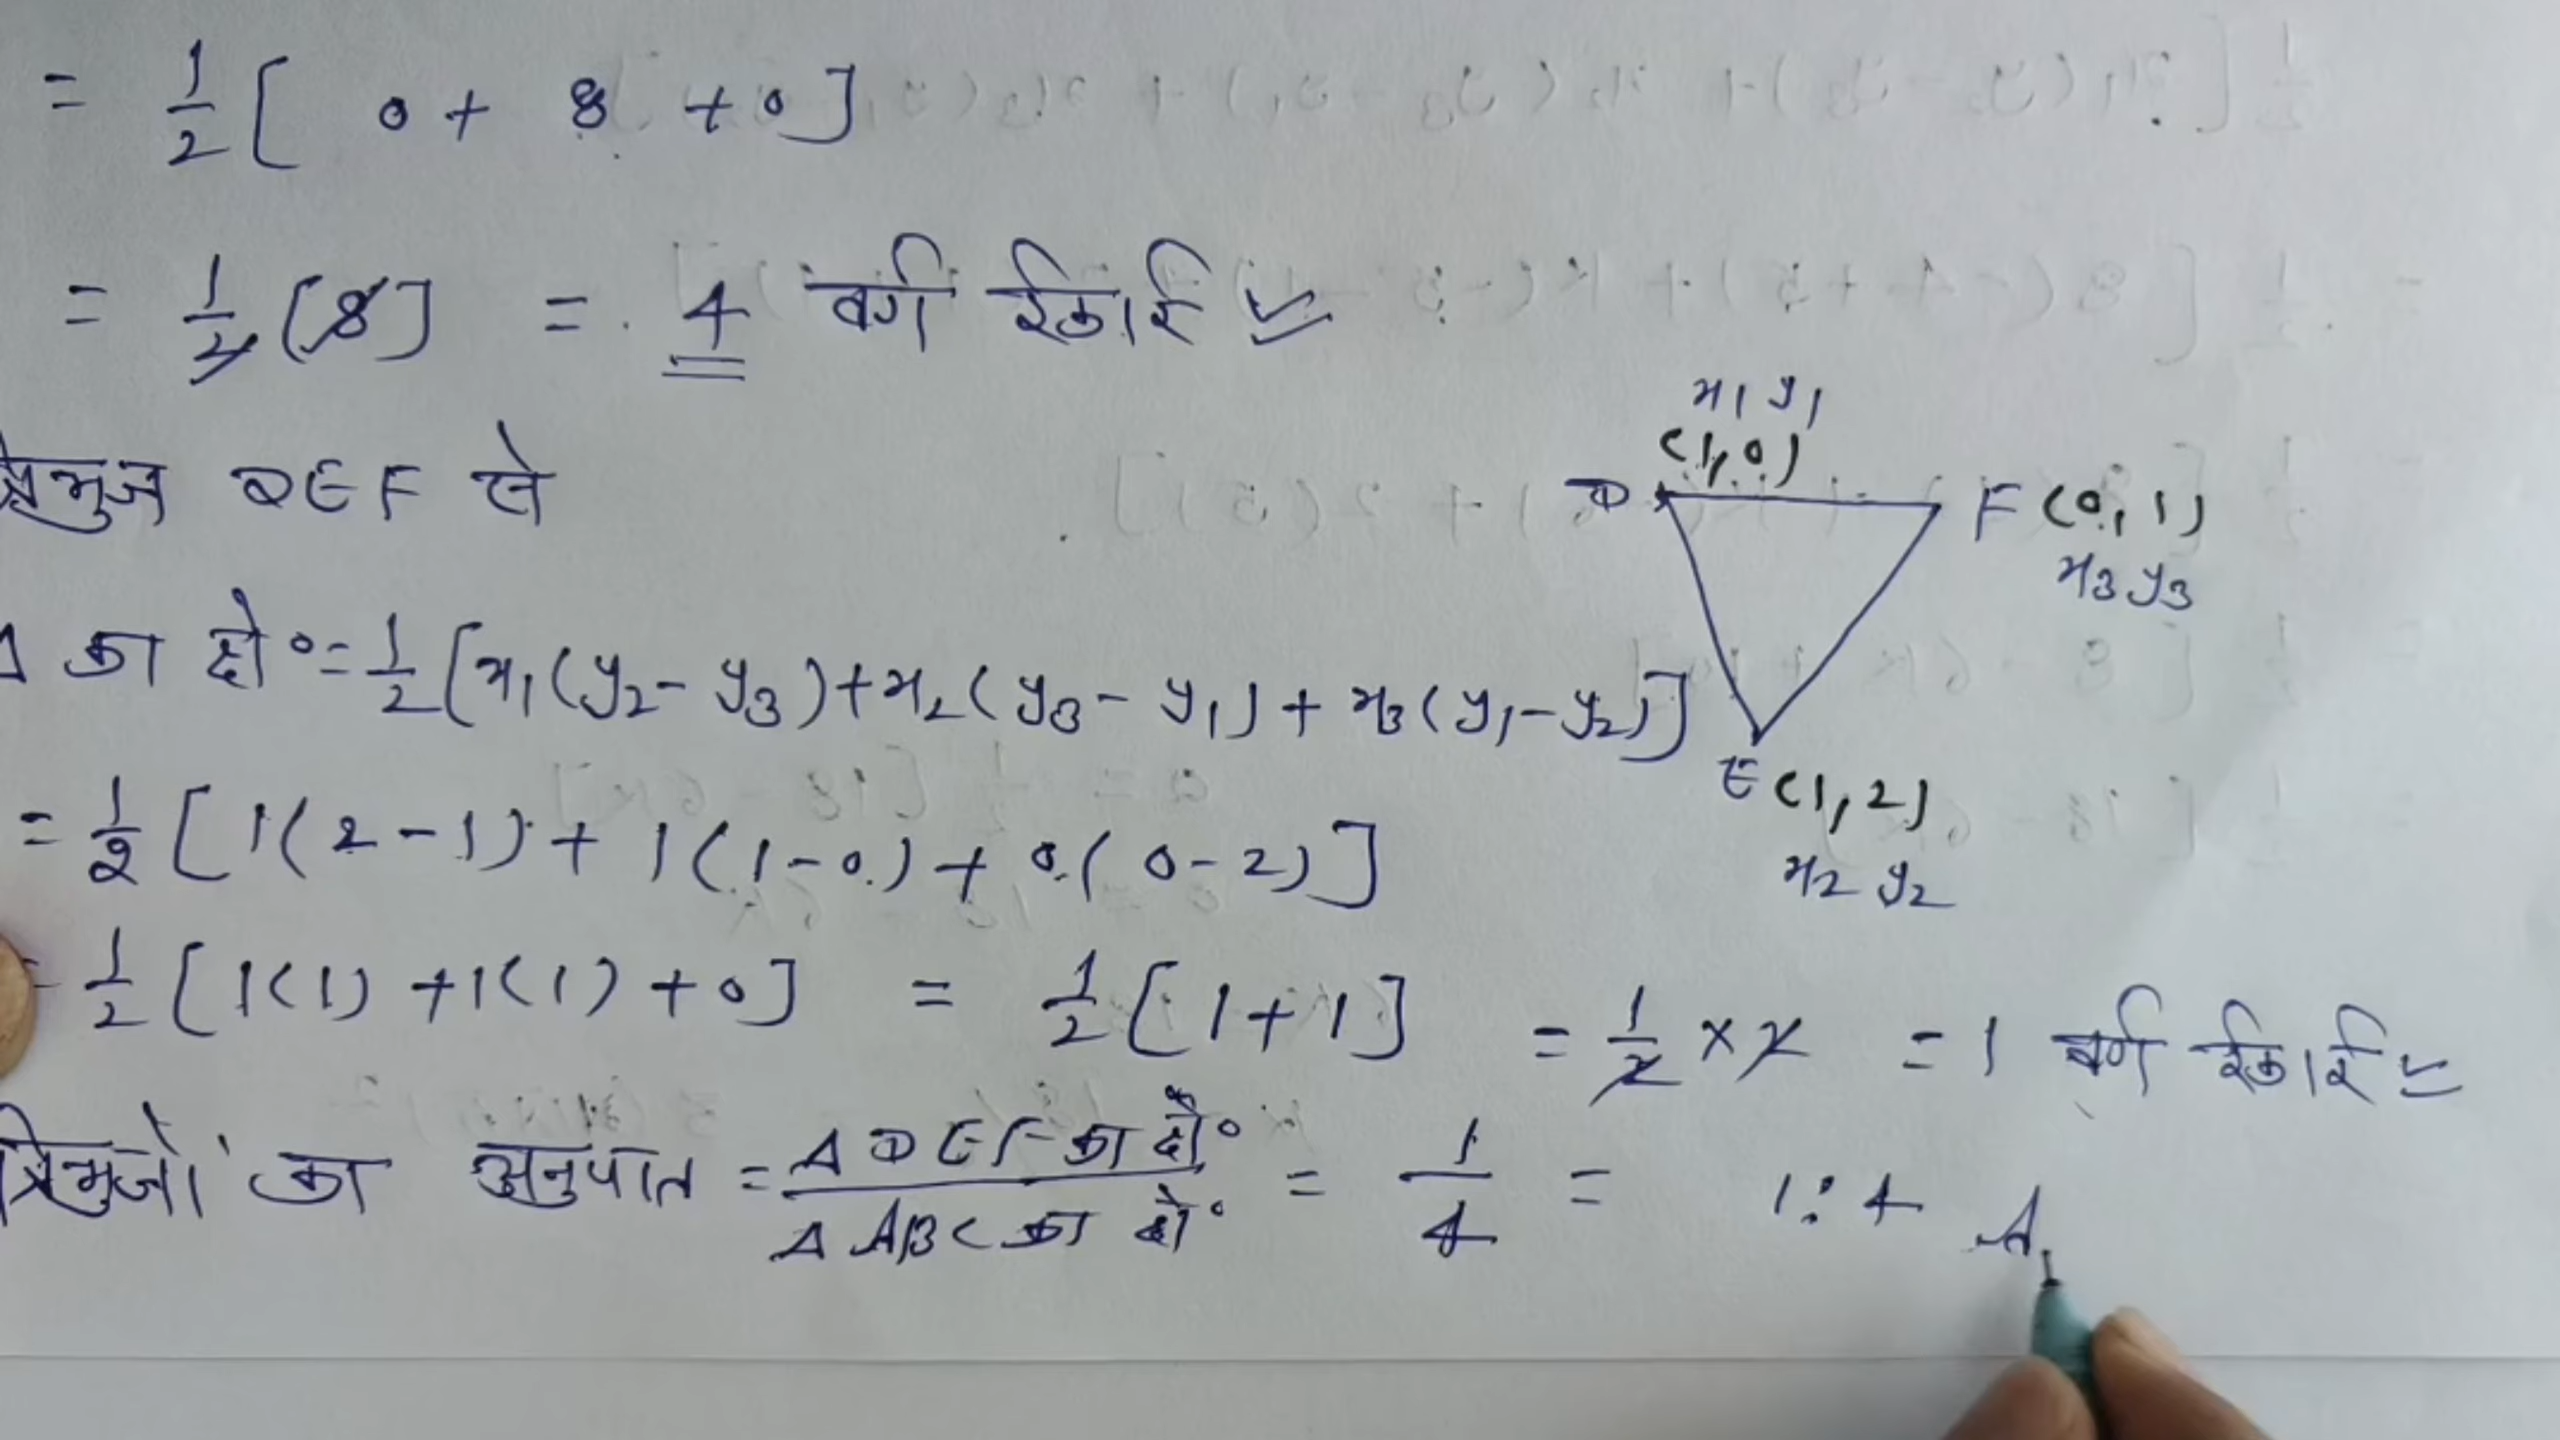 = 1/2 [ 0 + 8 + 0 ]
= 1/2 [8] = 4 वर्ग ईकाई
त्रिभुज DEF से
x1 y1
(1,0)
D F (0, 1)
x3 y3
E (1, 2)
x2 y2
Δ का क्षे० = 1/2 [x1 (y2 - y3) + x2 (y3 - y1) + x3 (y1 - y2)]
= 1/2 [ 1(2 - 1) + 1(1 - 0) + 0 (0 - 2) ]
= 1/2 [1(1) + 1(1) + 0] = 1/2 [1 + 1] = 1/2 × 2 = 1 वर्ग ईकाई
त्रिभुजों का अनुपात = Δ DEF का क्षे० / Δ ABC का क्षे० = 1/4 = 1 : 4 A